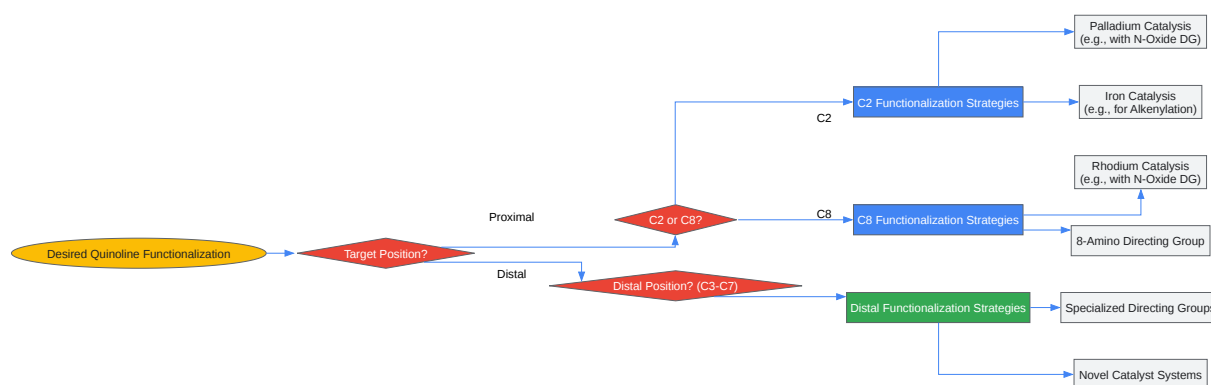 Desired Quinoline Functionalization
Target Position?
Proximal
Distal
C2 or C8?
Distal Position? (C3-C7)
C2
C8
C2 Functionalization Strategies
C8 Functionalization Strategies
Distal Functionalization Strategies
Palladium Catalysis
(e.g., with N-Oxide DG)
Iron Catalysis
(e.g., for Alkenylation)
Rhodium Catalysis
(e.g., with N-Oxide DG)
8-Amino Directing Group
Specialized Directing Groups
Novel Catalyst Systems